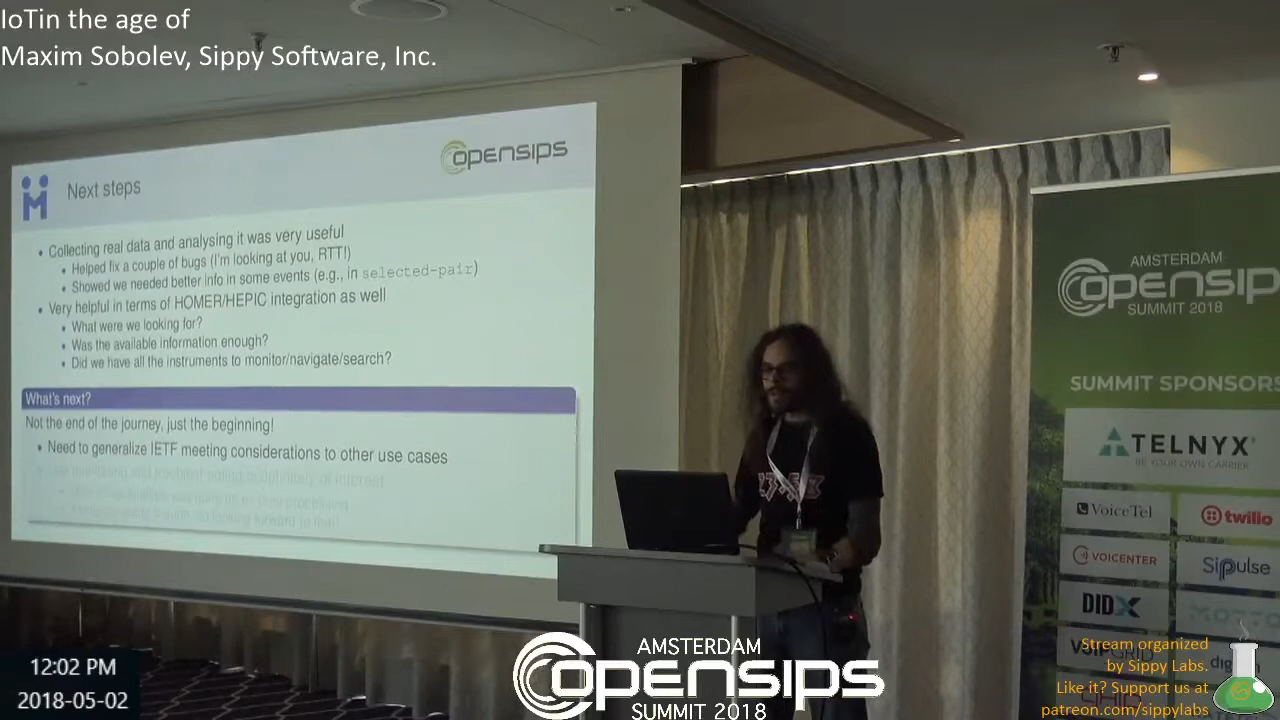 IoTin the age of
Maxim Sobolev, Sippy Software, Inc.
Next steps
opensips
• Collecting real data and analysing it was very useful
• Helped fix a couple of bugs (I'm looking at you, RTT!)
• Showed we needed better info in some events (e.g., in selected-pair)
• Very helpful in terms of HOMER/HEPIC integration as well
• What were we looking for?
• Was the available information enough?
• Did we have all the instruments to monitor/navigate/search?
What's next?
Not the end of the journey, just the beginning!
• Need to generalize IETF meeting considerations to other use cases
AMSTERDAM
opensips
SUMMIT 2018
SUMMIT SPONSORS
TELNYX
BE YOUR OWN CARRIER
VoiceTel
twilio
VOICENTER
Sipulse
DIDX
VOIPGRID
12:02 PM
2018-05-02
AMSTERDAM
opensips
SUMMIT 2018
Stream organized
by Sippy Labs.
Like it? Support us at
patreon.com/sippylabs